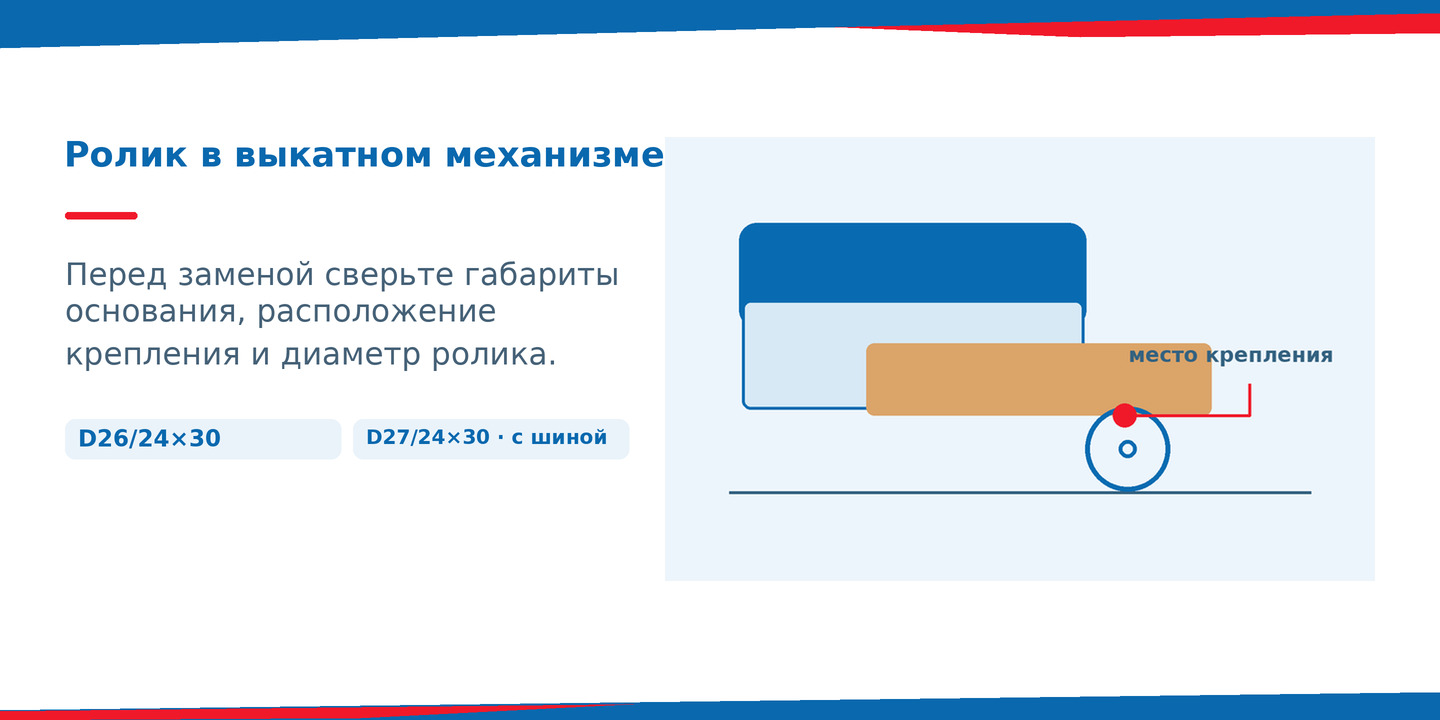 Ролик в выкатном механизме
Перед заменой сверьте габариты
основания, расположение
крепления и диаметр ролика.
D26/24×30
D27/24×30 · с шиной
место крепления